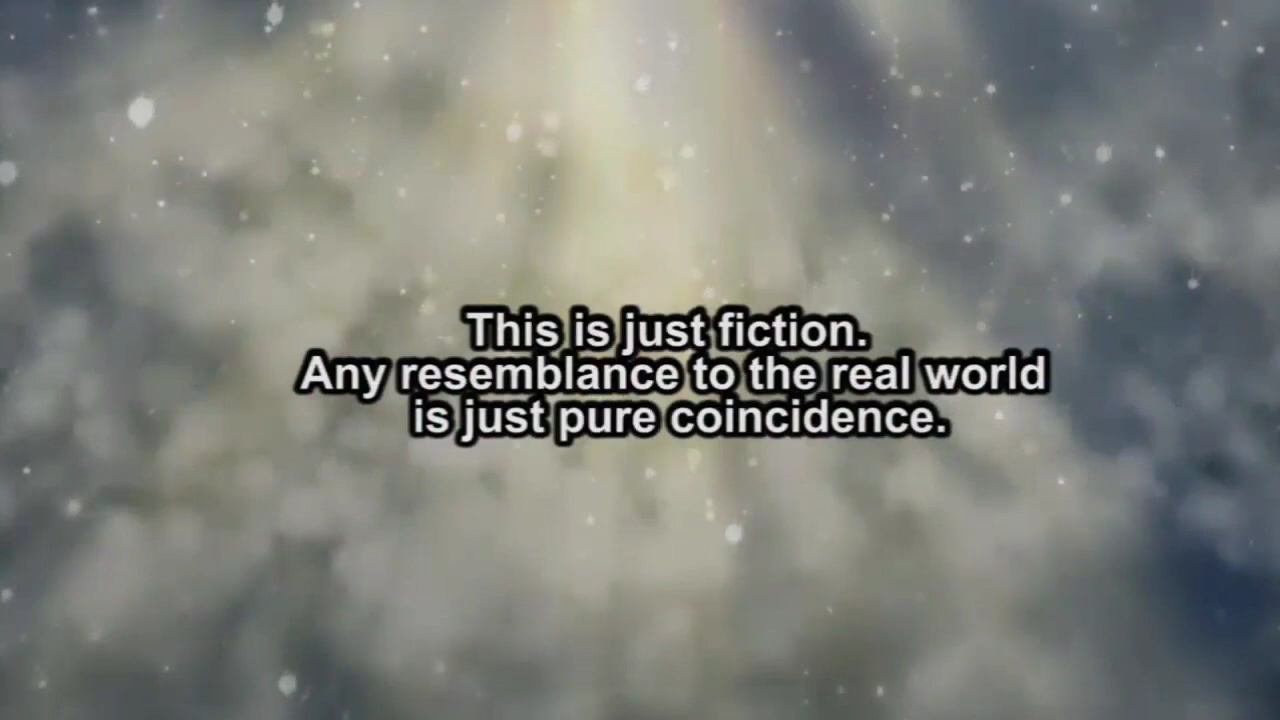 This is just fiction.
Any resemblance to the real world
is just pure coincidence.